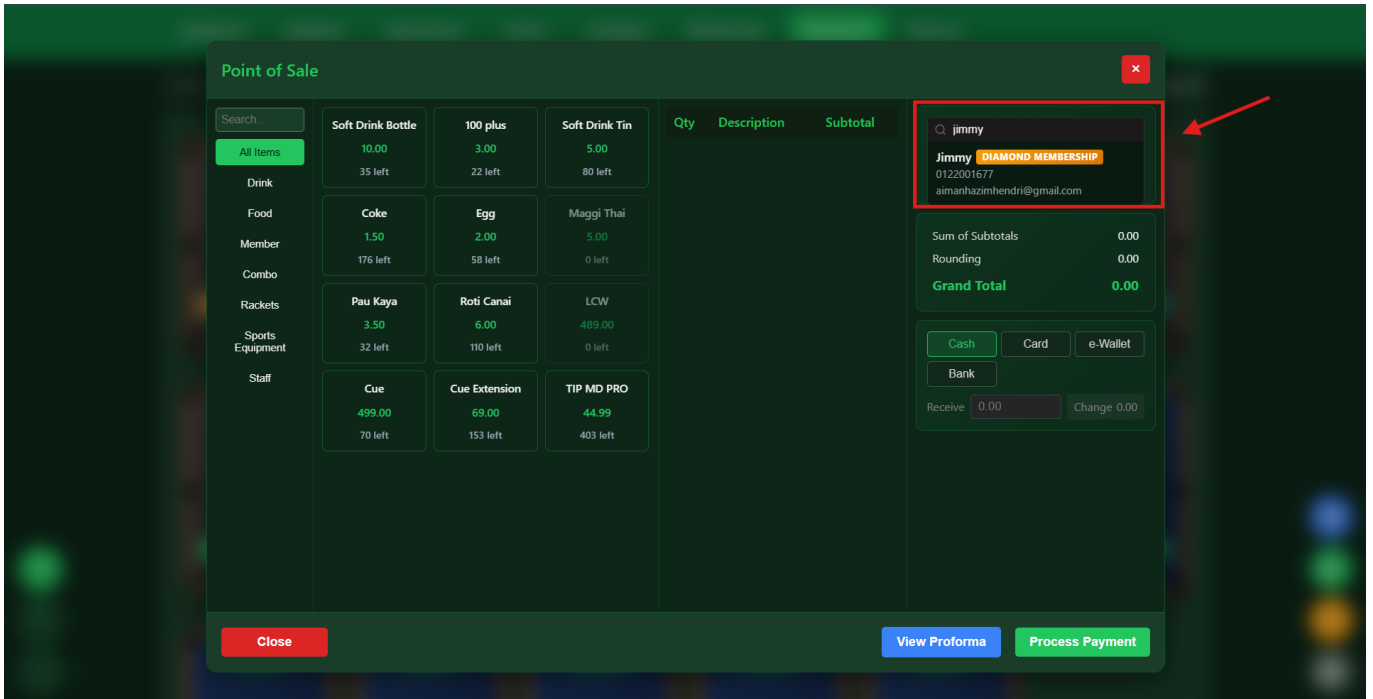 Point of Sale
×
Search...
All Items
Drink
Food
Member
Combo
Rackets
Sports
Equipment
Staff
Soft Drink Bottle
10.00
35 left
100 plus
3.00
22 left
Soft Drink Tin
5.00
80 left
Coke
1.50
176 left
Egg
2.00
58 left
Maggi Thai
5.00
0 left
Pau Kaya
3.50
32 left
Roti Canai
6.00
110 left
LCW
489.00
0 left
Cue
499.00
70 left
Cue Extension
69.00
153 left
TIP MD PRO
44.99
403 left
Qty Description Subtotal
jimmy
Jimmy DIAMOND MEMBERSHIP
0122001677
aimanhazimhendri@gmail.com
Sum of Subtotals 0.00
Rounding 0.00
Grand Total 0.00
Cash Card e-Wallet
Bank
Receive 0.00 Change 0.00
Close View Proforma Process Payment